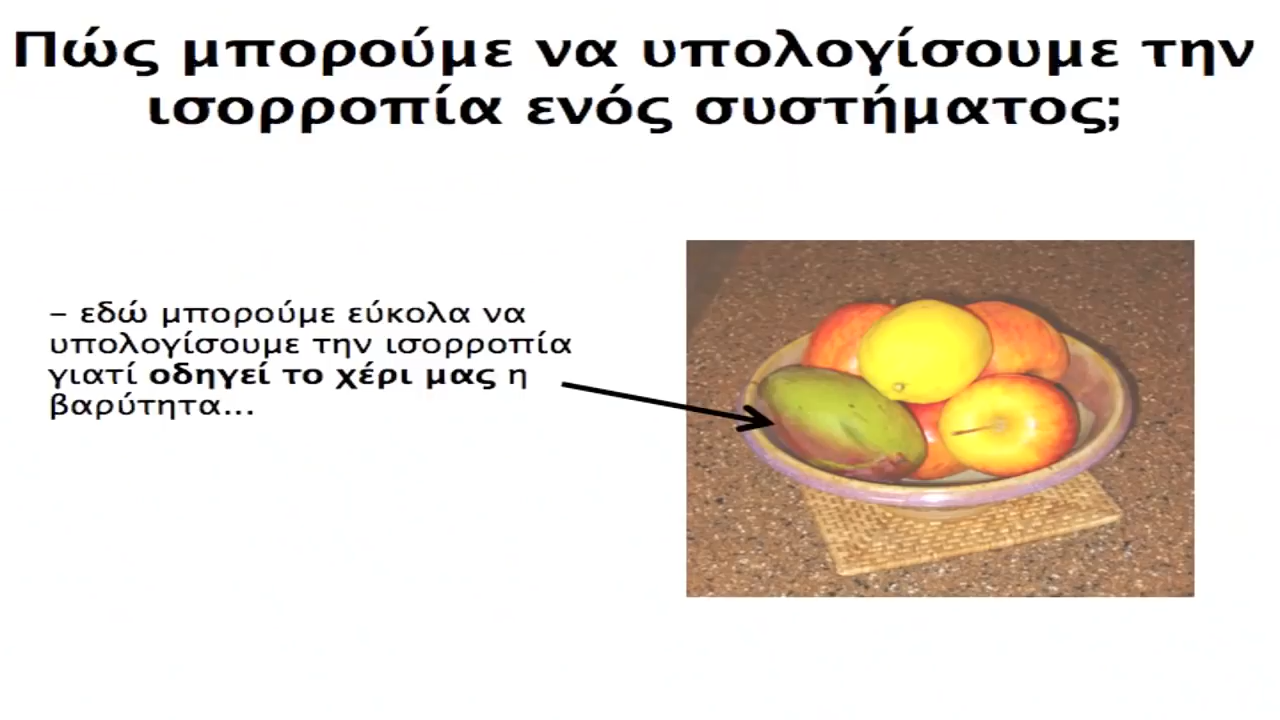 Πώς μπορούμε να υπολογίσουμε την
ισορροπία ενός συστήματος;
– εδώ μπορούμε εύκολα να
υπολογίσουμε την ισορροπία
γιατί οδηγεί το χέρι μας η
βαρύτητα...